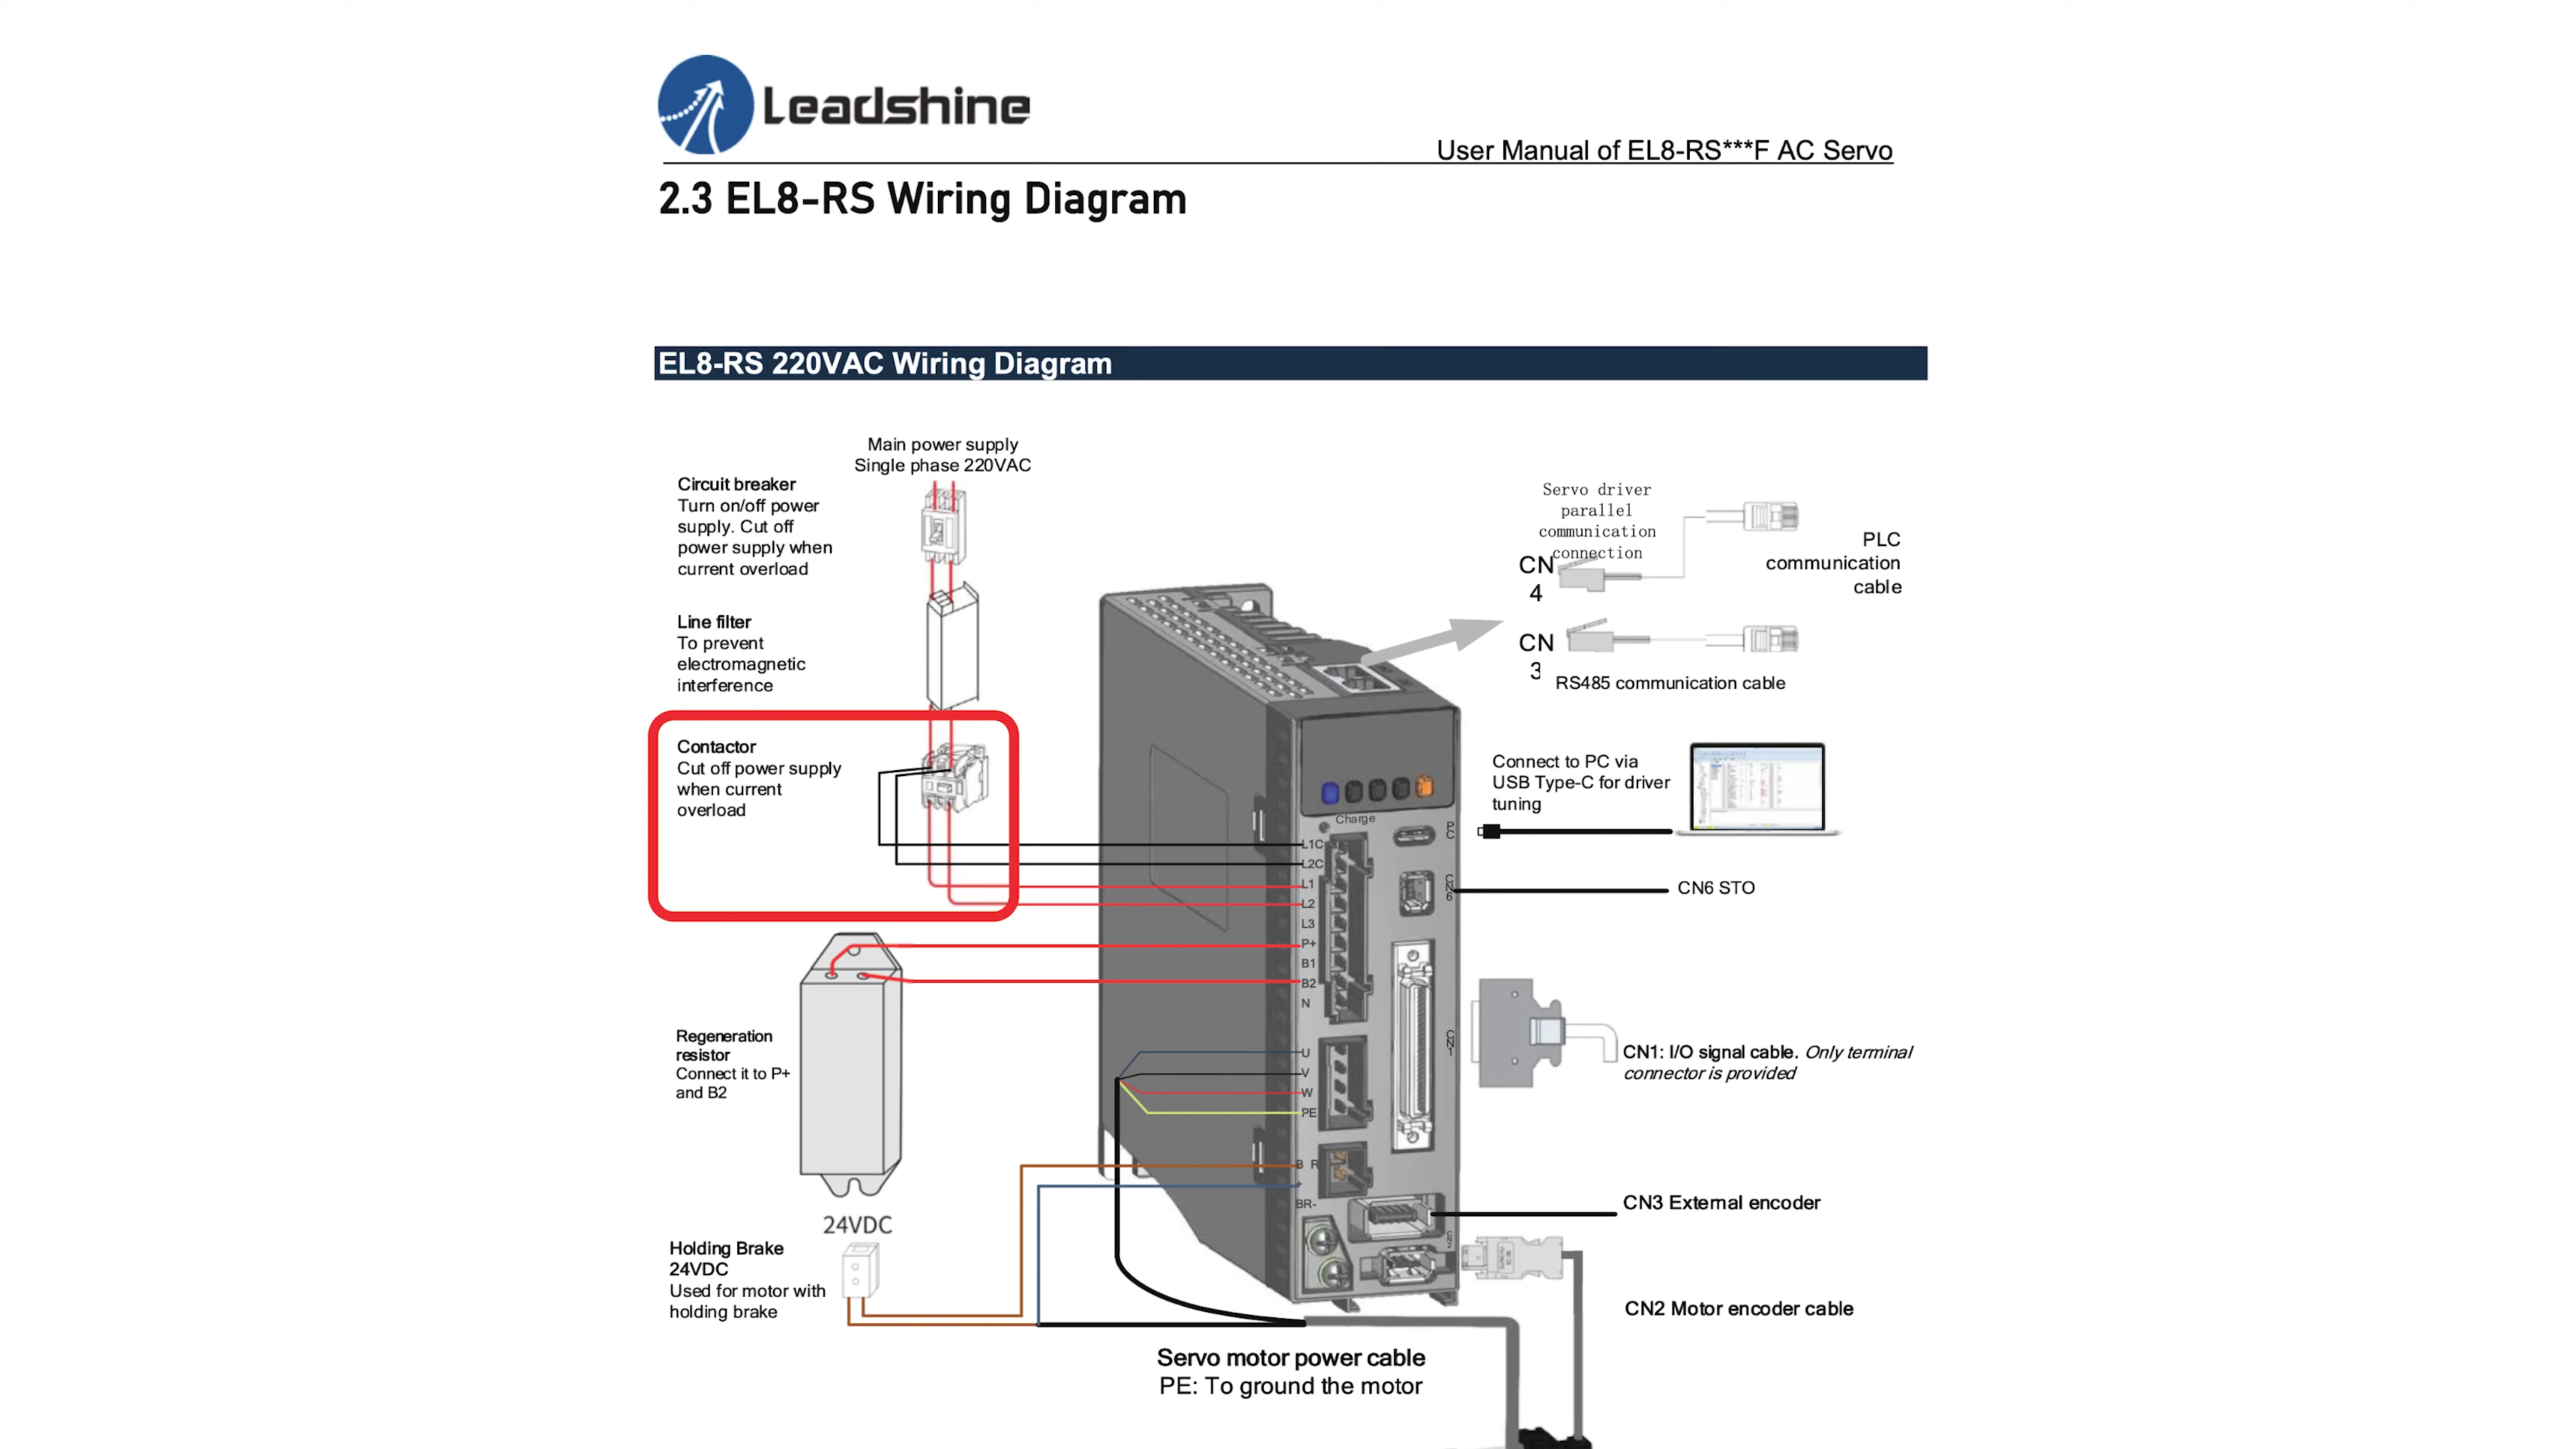 Leadshine
User Manual of EL8-RS***F AC Servo
2.3 EL8-RS Wiring Diagram
EL8-RS 220VAC Wiring Diagram
Main power supply
Single phase 220VAC
Circuit breaker
Turn on/off power
supply. Cut off
power supply when
current overload
Line filter
To prevent
electromagnetic
interference
Contactor
Cut off power supply
when current
overload
Regeneration
resistor
Connect it to P+
and B2
24VDC
Holding Brake
24VDC
Used for motor with
holding brake
Charge
L1C
L2C
L1
L2
L3
P+
B1
B2
N
U
V
W
PE
B R
+
BR-
PC
CN6
CN1
CN2
Servo driver
parallel
communication
connection
CN
4
PLC
communication
cable
CN
3
RS485 communication cable
Connect to PC via
USB Type-C for driver
tuning
CN6 STO
CN1: I/O signal cable. Only terminal
connector is provided
CN3 External encoder
CN2 Motor encoder cable
Servo motor power cable
PE: To ground the motor